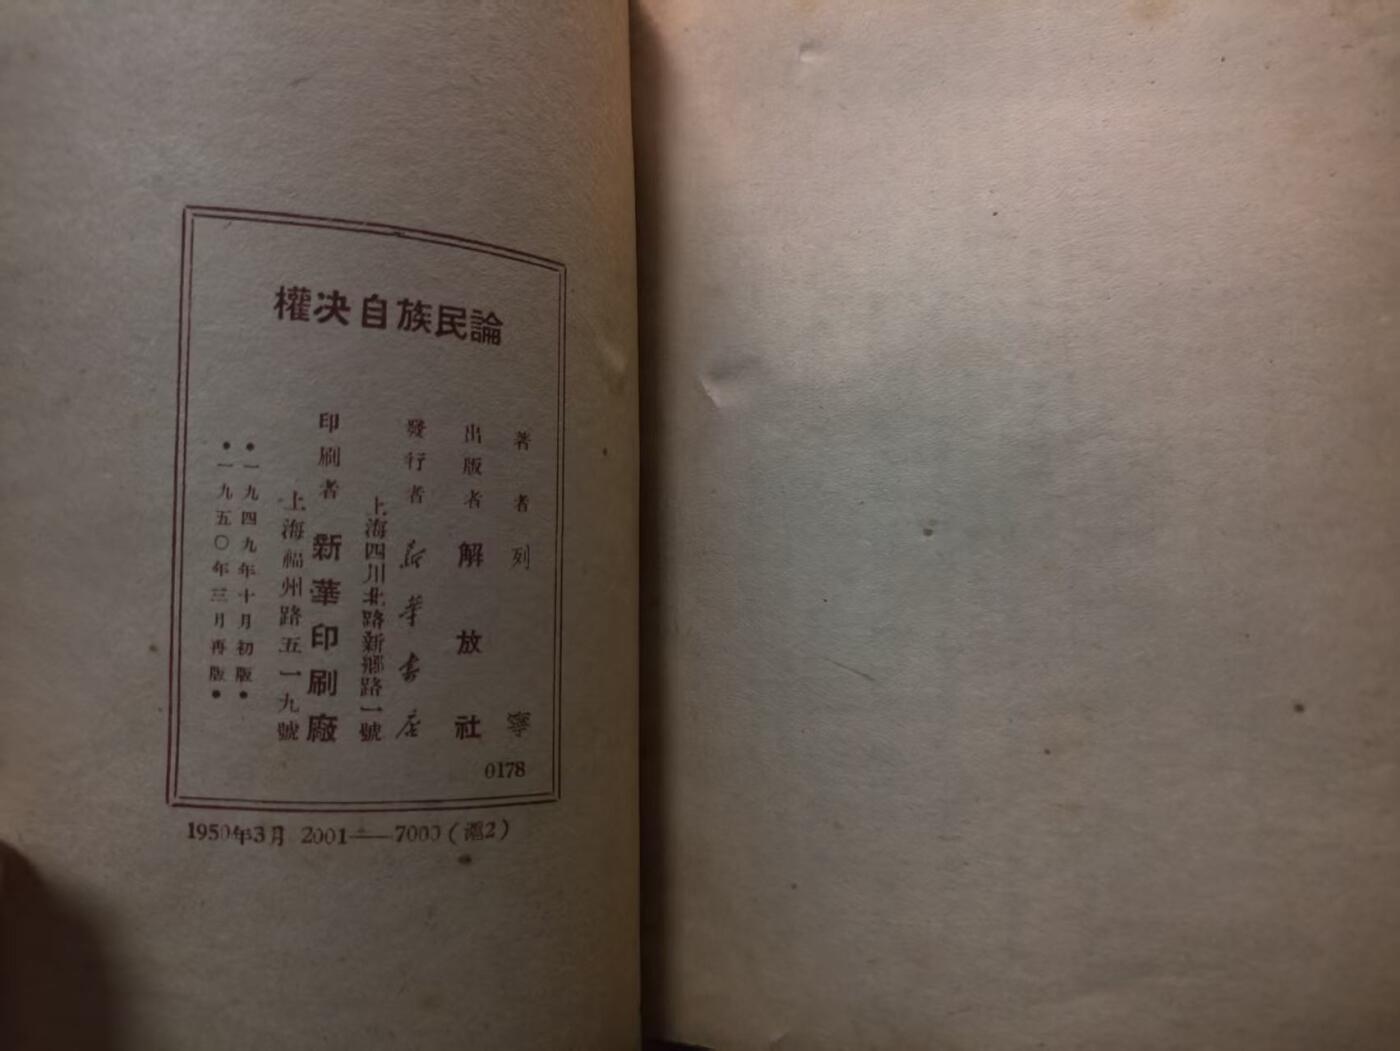 論民族自決權
著者 列寧
出版者 解放社
發行者 新華書店
上海四川北路新鄉路一號
印刷者 新華印刷廠
上海福州路五一九號
•一九四九年十月初版•
•一九五〇年三月再版•
0178
1950年3月 2001——7000(滬2)